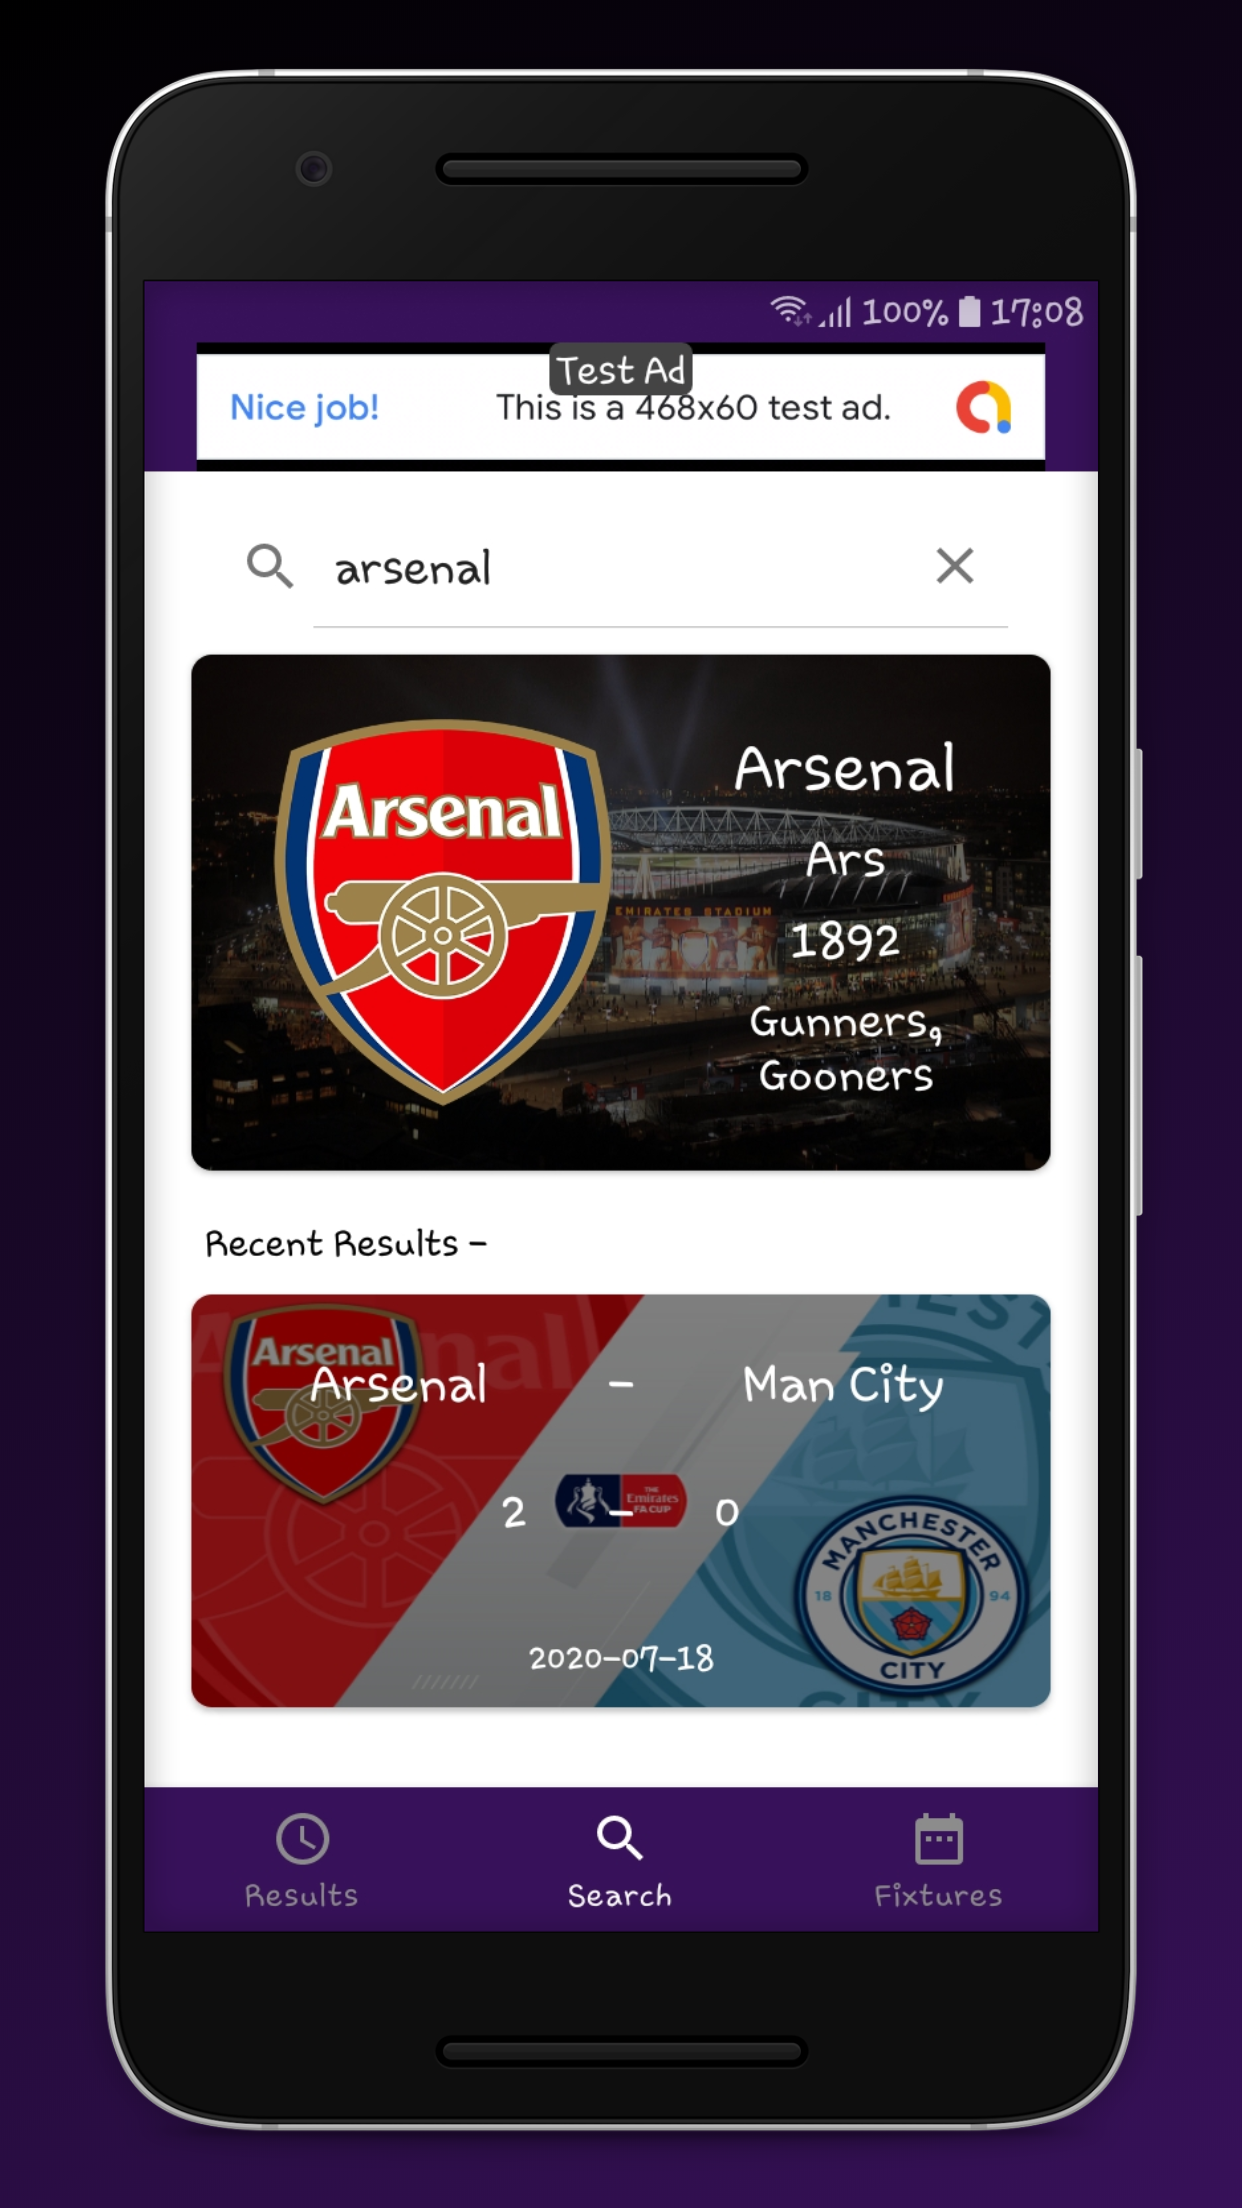 100% 17:08
Test Ad
Nice job!
This is a 468x60 test ad.
arsenal
Arsenal
Arsenal
Ars
EMIRATES STADIUM
1892
Gunners,
Gooners
Recent Results -
Arsenal
Arsenal - Man City
THE
Emirates
FA CUP
2 - 0
MANCHESTER
18 94
CITY
2020-07-18
Results
Search
Fixtures